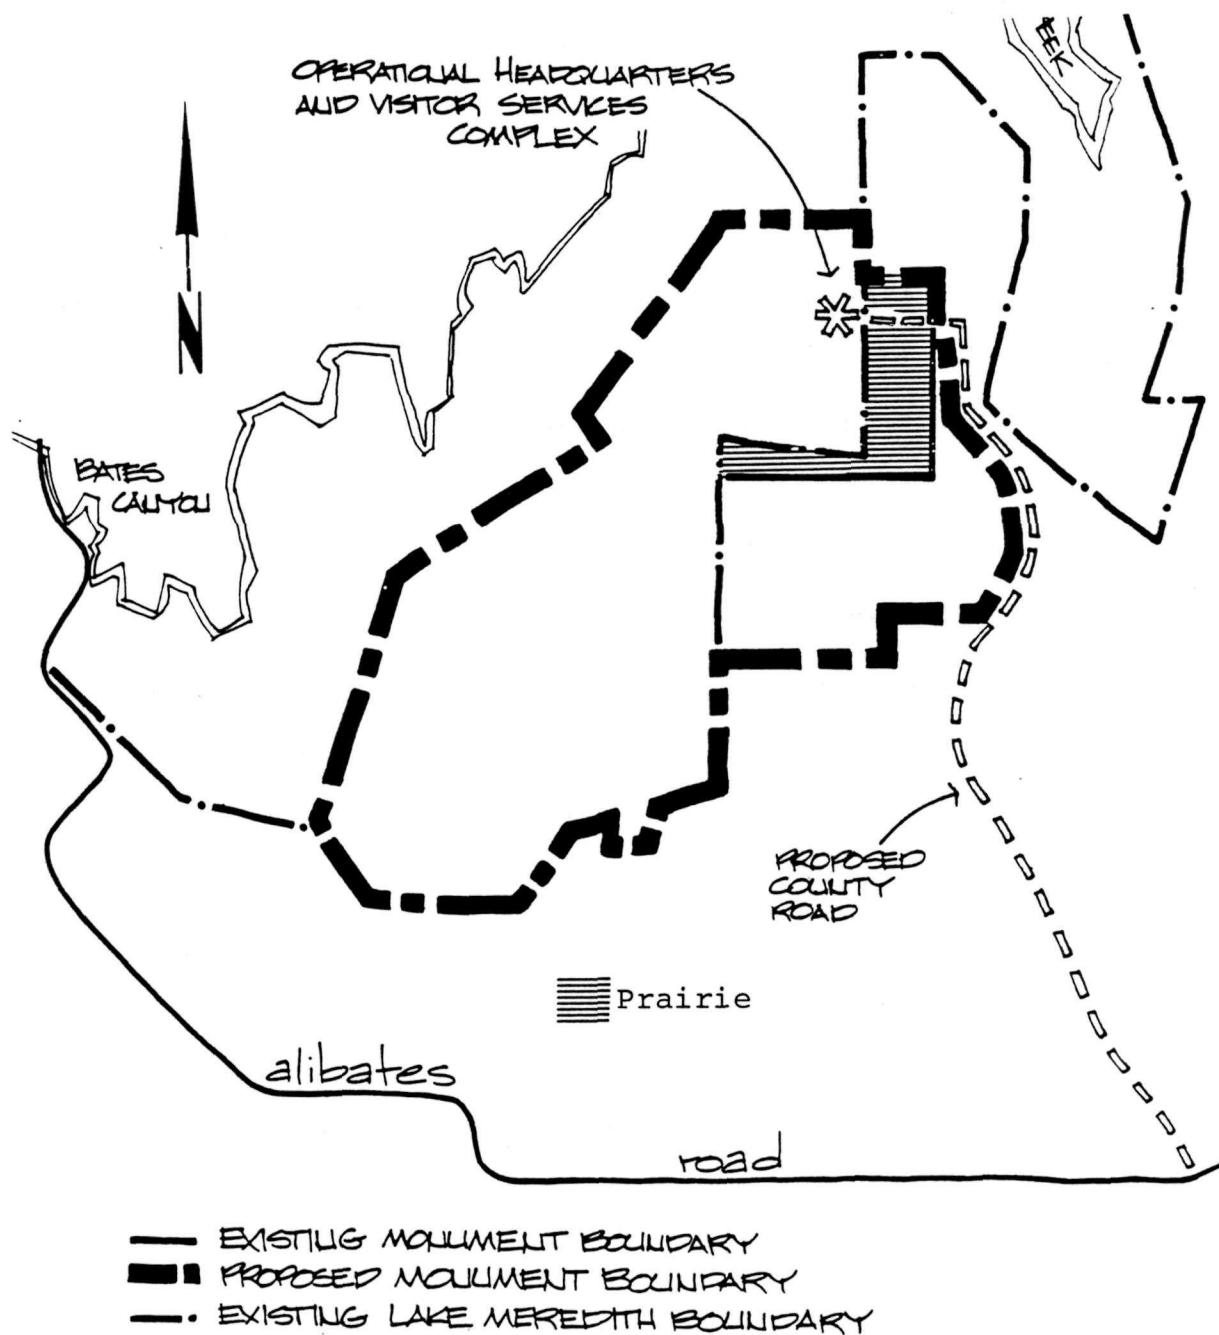 OPERATIONAL HEADQUARTERS
AND VISITOR SERVICES
COMPLEX
EEK
N
BATES
CANYON
PROPOSED
COUNTY
ROAD
Prairie
alibates
road
EXISTING MONUMENT BOUNDARY
PROPOSED MONUMENT BOUNDARY
EXISTING LAKE MEREDITH BOUNDARY